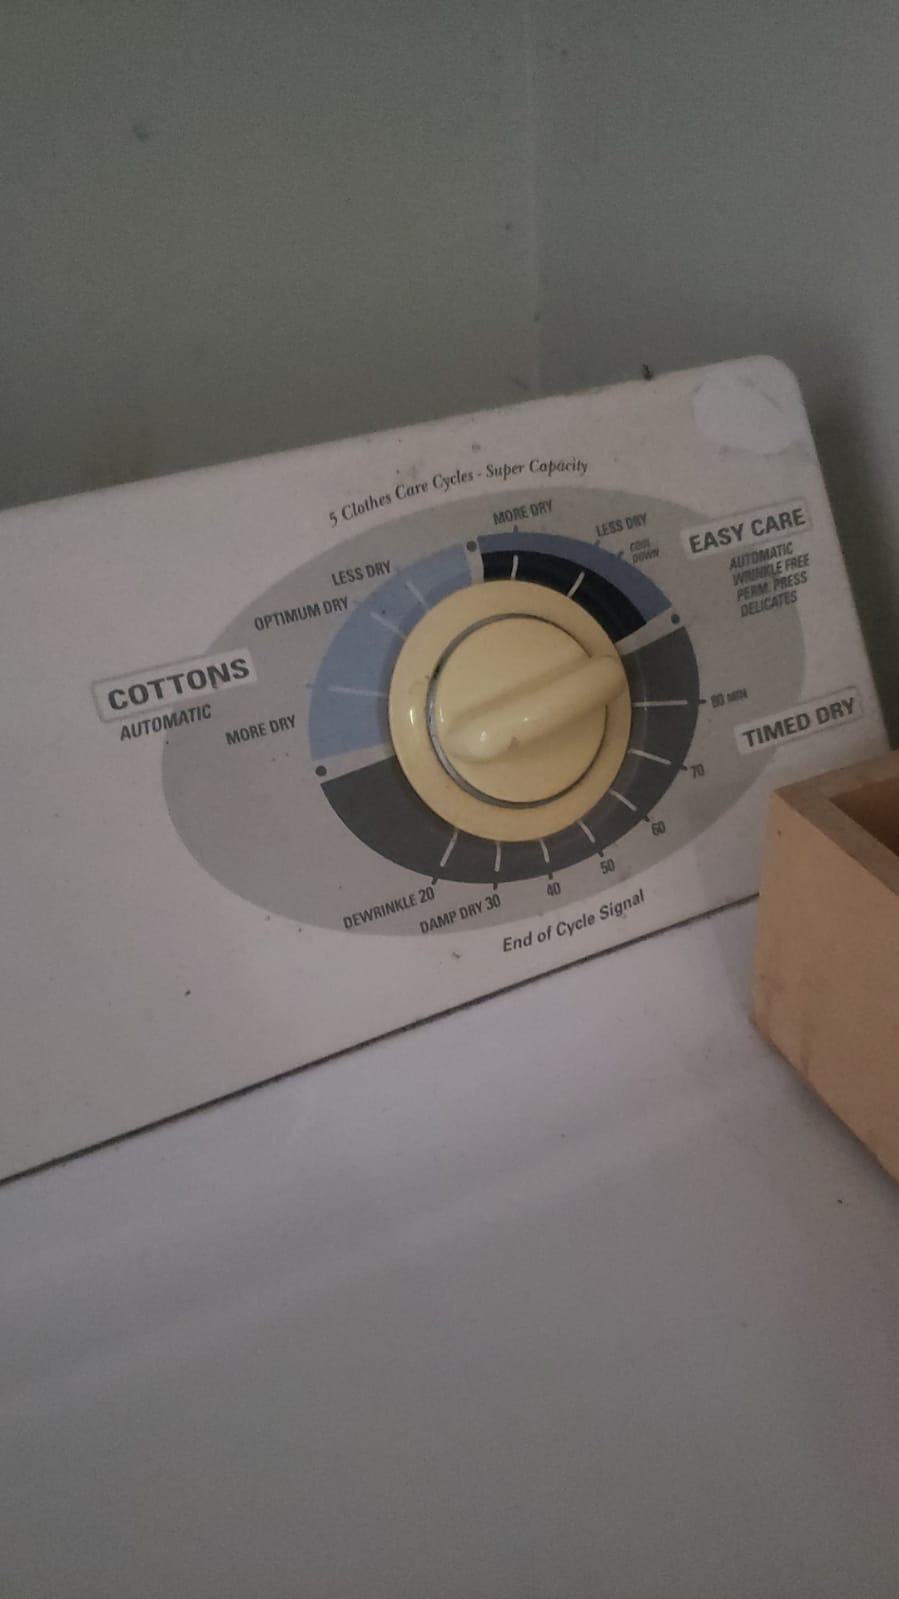 5 Clothes Care Cycles - Super Capacity
MORE DRY
LESS DRY
COOL
DOWN
EASY CARE
AUTOMATIC
WRINKLE FREE
PERM. PRESS
DELICATES
LESS DRY
OPTIMUM DRY
COTTONS
AUTOMATIC
MORE DRY
80 MIN
TIMED DRY
70
60
50
40
DAMP DRY 30
DEWRINKLE 20
End of Cycle Signal